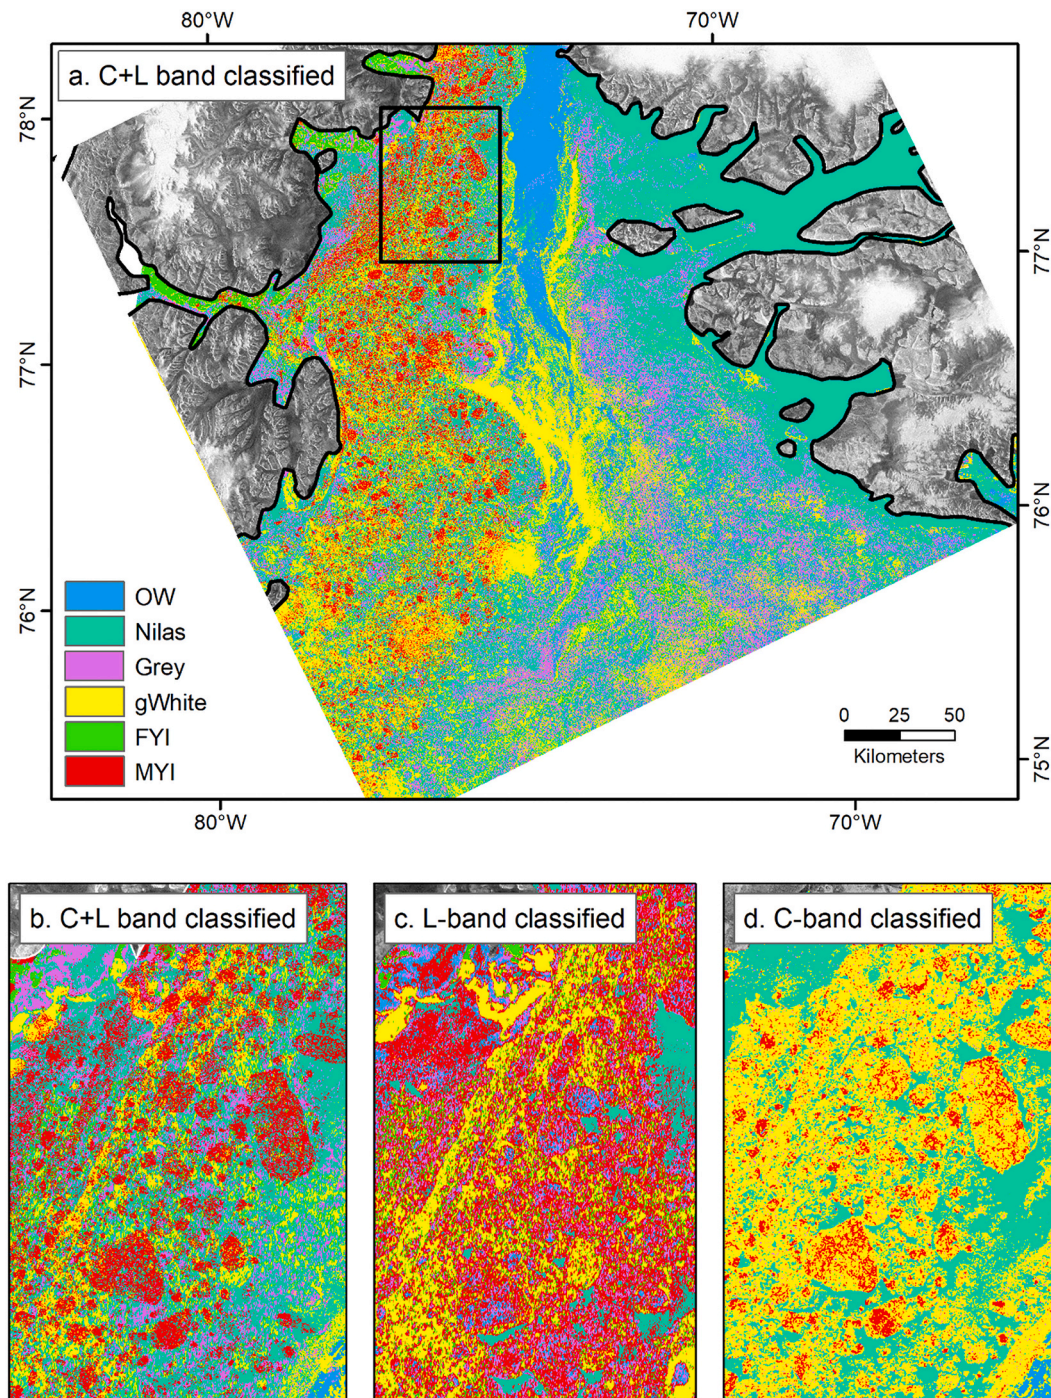 80°W
70°W
a. C+L band classified
78°N
77°N
77°N
76°N
76°N
75°N
OW
Nilas
Grey
gWhite
FYI
MYI
0 25 50
Kilometers
80°W
70°W
b. C+L band classified
c. L-band classified
d. C-band classified